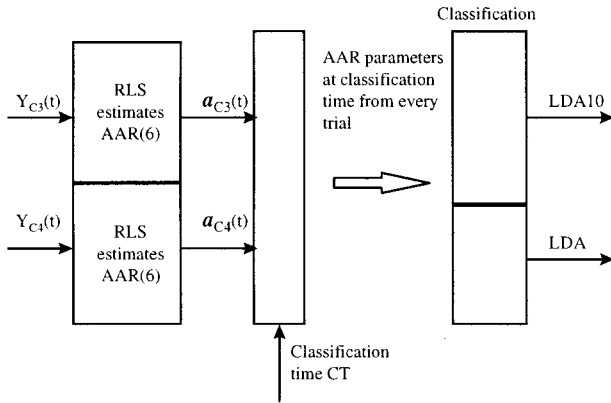 Classification
Y_C3(t)
RLS
estimates
AAR(6)
a_C3(t)
AAR parameters
at classification
time from every
trial
LDA10
Y_C4(t)
RLS
estimates
AAR(6)
a_C4(t)
LDA
Classification
time CT